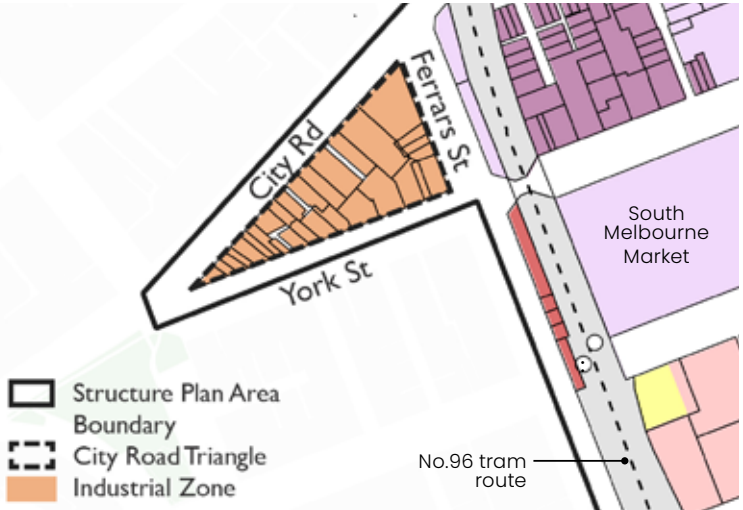 Ferrars St
City Rd
South
Melbourne
Market
York St
Structure Plan Area
Boundary
City Road Triangle
Industrial Zone
No.96 tram
route